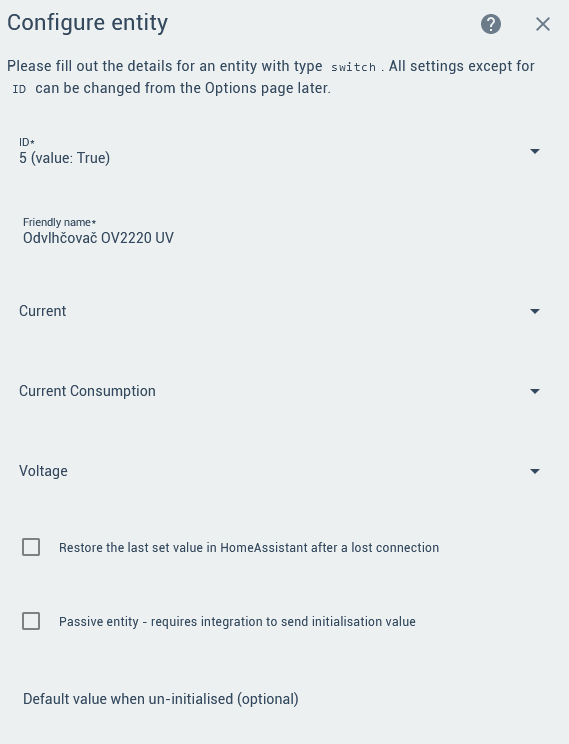 Configure entity
?
Please fill out the details for an entity with type switch . All settings except for
ID can be changed from the Options page later.
ID*
5 (value: True)
Friendly name*
Odvlhčovač OV2220 UV
Current
Current Consumption
Voltage
Restore the last set value in HomeAssistant after a lost connection
Passive entity - requires integration to send initialisation value
Default value when un-initialised (optional)